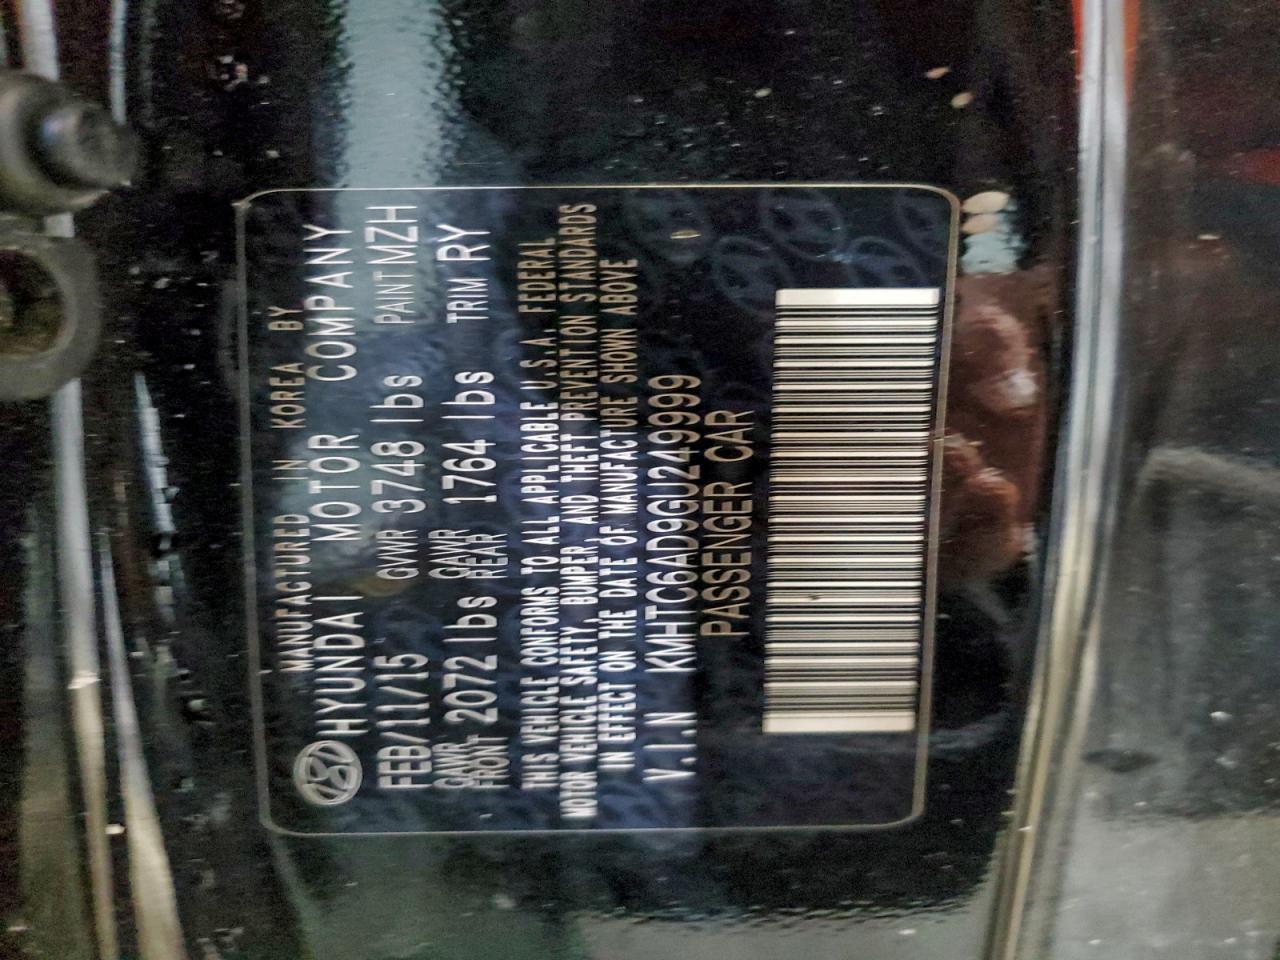 MANUFACTURED IN KOREA BY
HYUNDAI MOTOR COMPANY
FEB/11/15 GVWR 3748 lbs PAINT MZH
GAWR FRONT 2072 lbs GAWR REAR 1764 lbs TRIM RY
THIS VEHICLE CONFORMS TO ALL APPLICABLE U.S.A. FEDERAL
MOTOR VEHICLE SAFETY, BUMPER, AND THEFT PREVENTION STANDARDS
IN EFFECT ON THE DATE OF MANUFACTURE SHOWN ABOVE
V.I.N KMHTC6AD9GU249999
PASSENGER CAR